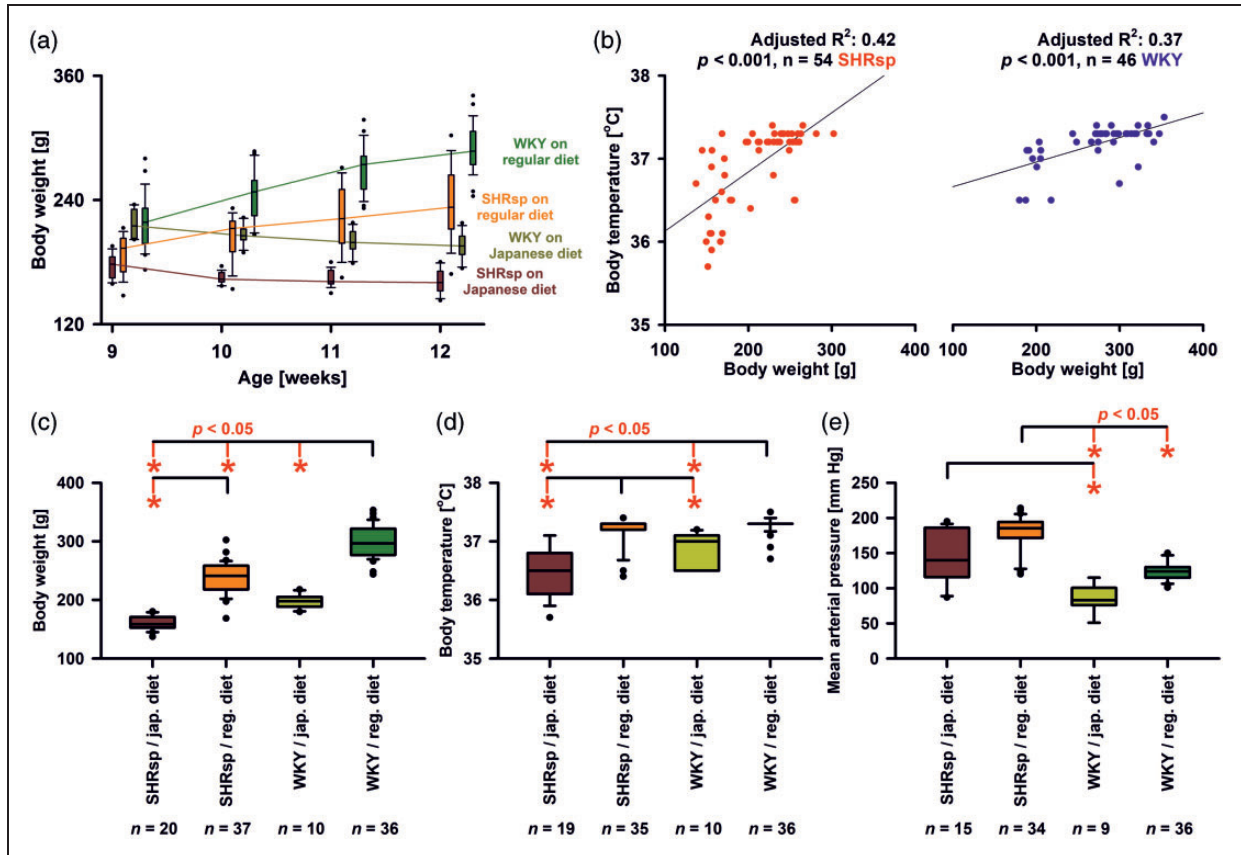 (a)
360
240
120
Body weight [g]
WKY on
regular diet
SHRsp on
regular diet
WKY on
Japanese diet
SHRsp on
Japanese diet
9
10
11
12
Age [weeks]
(b)
Adjusted R²: 0.42
p < 0.001, n = 54 SHRsp
Adjusted R²: 0.37
p < 0.001, n = 46 WKY
38
37
36
35
Body temperature [°C]
100
200
300
400
Body weight [g]
38
37
36
35
100
200
300
400
Body weight [g]
(c)
p < 0.05
* * *
*
400
300
200
100
Body weight [g]
SHRsp / jap. diet
SHRsp / reg. diet
WKY / jap. diet
WKY / reg. diet
n = 20
n = 37
n = 10
n = 36
(d)
p < 0.05
* *
* *
38
37
36
35
Body temperature [°C]
SHRsp / jap. diet
SHRsp / reg. diet
WKY / jap. diet
WKY / reg. diet
n = 19
n = 35
n = 10
n = 36
(e)
p < 0.05
* *
*
250
200
150
100
50
0
Mean arterial pressure [mm Hg]
SHRsp / jap. diet
SHRsp / reg. diet
WKY / jap. diet
WKY / reg. diet
n = 15
n = 34
n = 9
n = 36